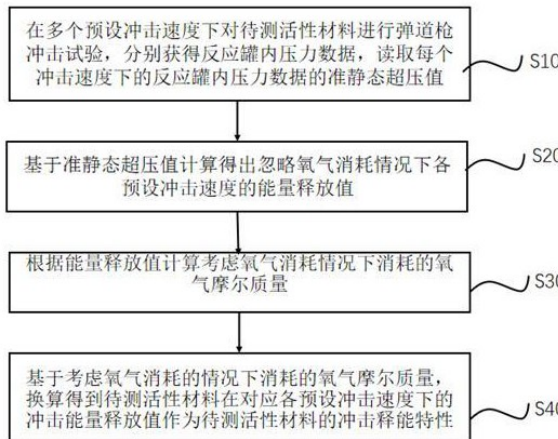 在多个预设冲击速度下对待测活性材料进行弹道枪
冲击试验，分别获得反应罐内压力数据，读取每个
冲击速度下的反应罐内压力数据的准静态超压值
S10
基于准静态超压值计算得出忽略氧气消耗情况下各
预设冲击速度的能量释放值
S20
根据能量释放值计算考虑氧气消耗情况下消耗的氧
气摩尔质量
S30
基于考虑氧气消耗的情况下消耗的氧气摩尔质量，
换算得到待测活性材料在对应各预设冲击速度下的
冲击能量释放值作为待测活性材料的冲击释能特性
S40